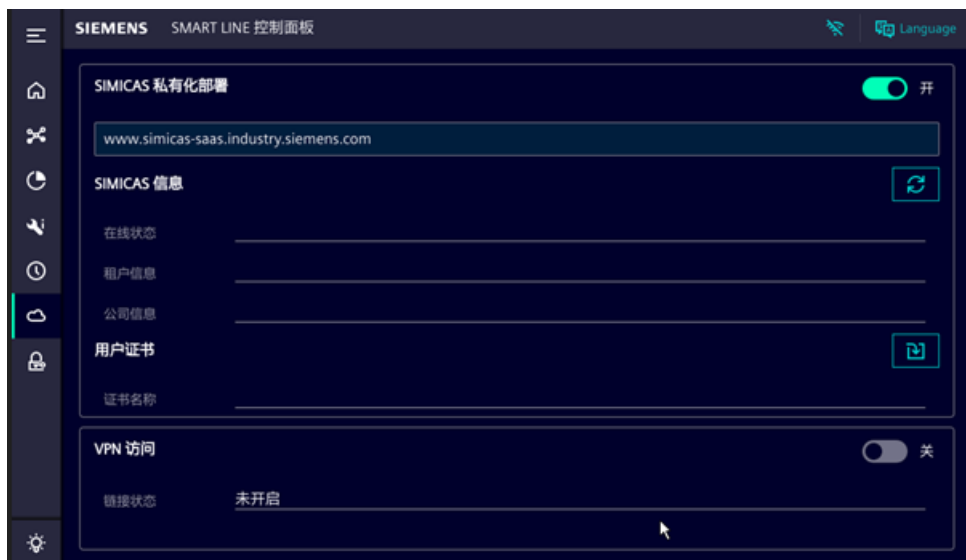 SIEMENS SMART LINE 控制面板 Language
SIMICAS 私有化部署 开
www.simicas-saas.industry.siemens.com
SIMICAS 信息
在线状态
租户信息
公司信息
用户证书
证书名称
VPN 访问 关
链接状态 未开启